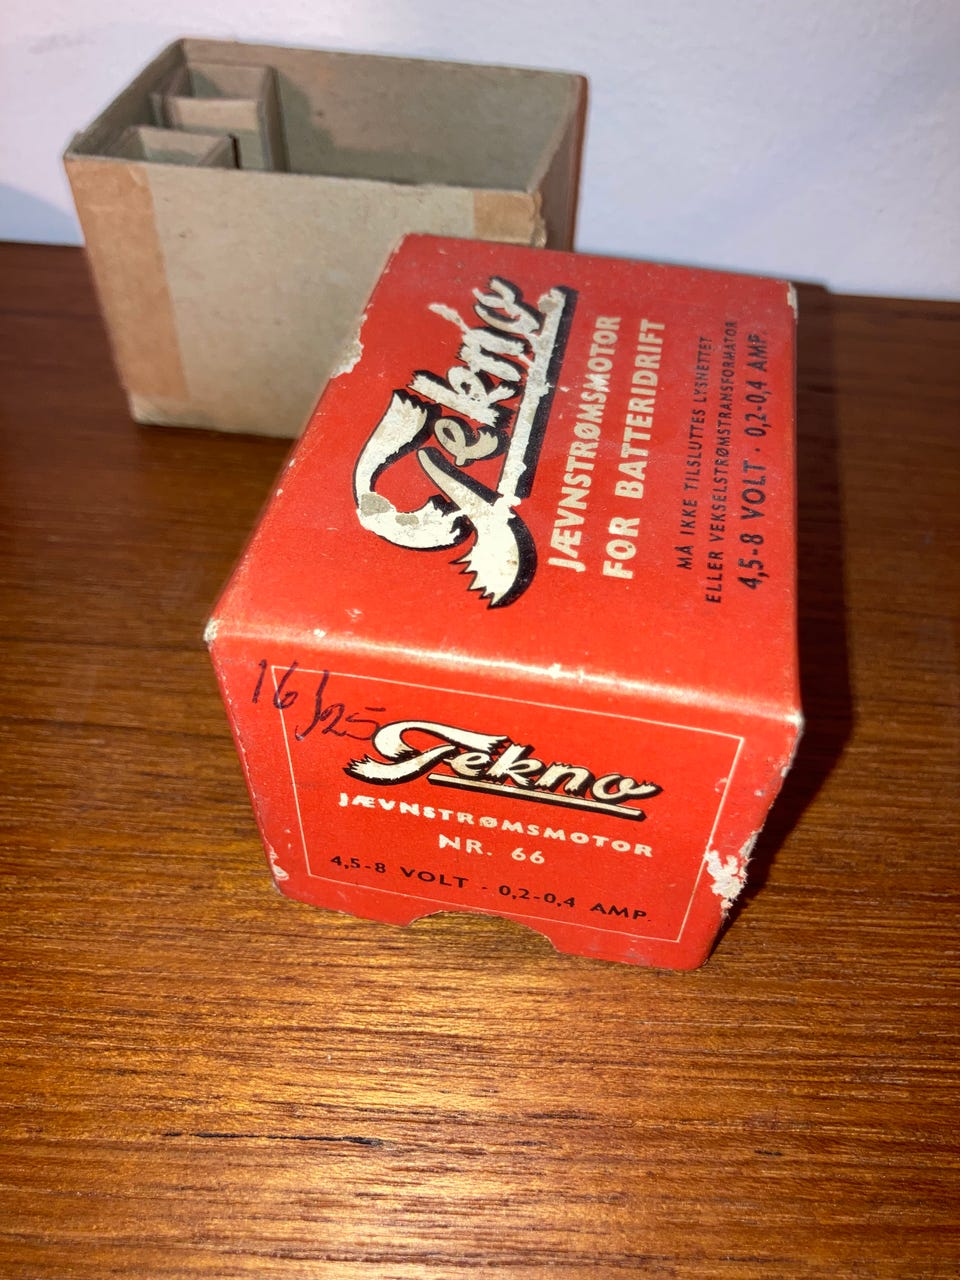 Tekno
JÆVNSTRØMSMOTOR
FOR BATTERIDRIFT
MÅ IKKE TILSLUTTES LYSNETTET
ELLER VEKSELSTRØMSTRANSFORMATOR
4,5-8 VOLT · 0,2-0,4 AMP.
16/25
Tekno
JÆVNSTRØMSMOTOR
NR. 66
4,5-8 VOLT - 0,2-0,4 AMP.